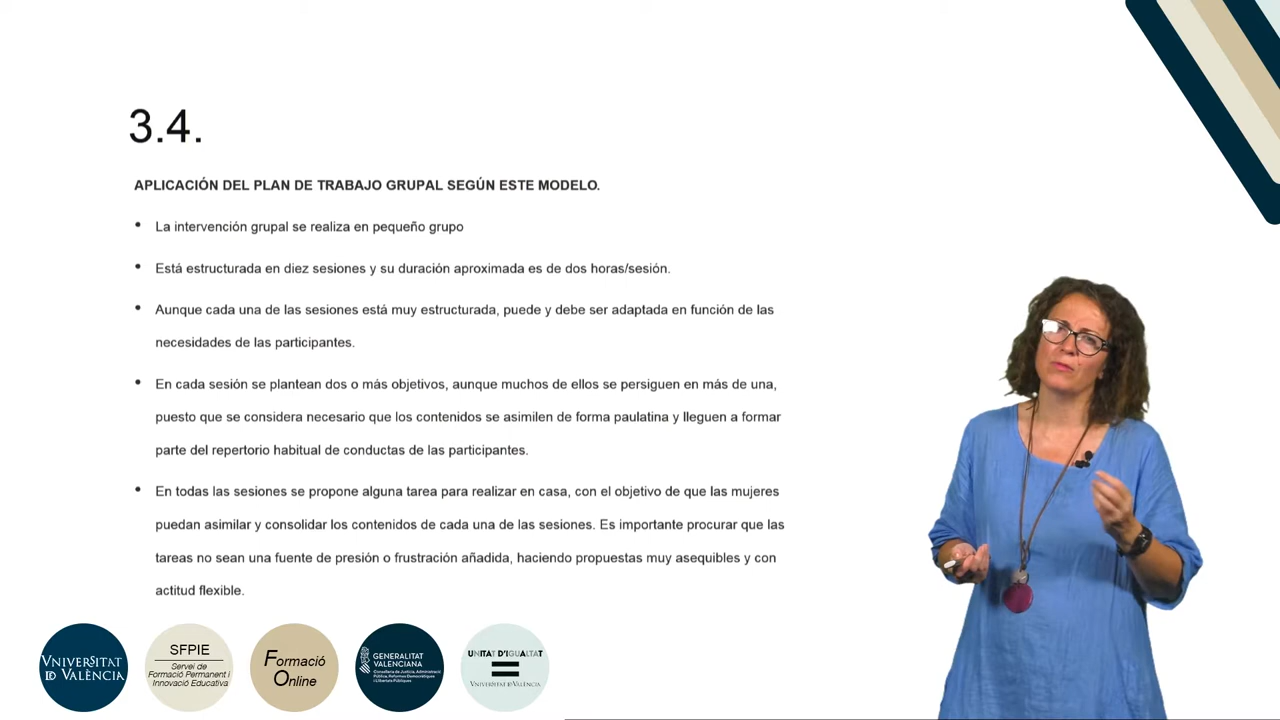 3.4.
APLICACIÓN DEL PLAN DE TRABAJO GRUPAL SEGÚN ESTE MODELO.
• La intervención grupal se realiza en pequeño grupo
• Está estructurada en diez sesiones y su duración aproximada es de dos horas/sesión.
• Aunque cada una de las sesiones está muy estructurada, puede y debe ser adaptada en función de las
necesidades de las participantes.
• En cada sesión se plantean dos o más objetivos, aunque muchos de ellos se persiguen en más de una,
puesto que se considera necesario que los contenidos se asimilen de forma paulatina y lleguen a formar
parte del repertorio habitual de conductas de las participantes.
• En todas las sesiones se propone alguna tarea para realizar en casa, con el objetivo de que las mujeres
puedan asimilar y consolidar los contenidos de cada una de las sesiones. Es importante procurar que las
tareas no sean una fuente de presión o frustración añadida, haciendo propuestas muy asequibles y con
actitud flexible.
VNIVERSITAT
ID VALÈNCIA
SFPIE
Servei de
Formació Permanent i
Innovació Educativa
Formació
Online
GENERALITAT
VALENCIANA
Conselleria de Justícia, Administració
Pública, Reformes Democràtiques
i Llibertats Públiques
UNITAT D'IGUALTAT
VNIVERSITATE ID VALÈNCIA